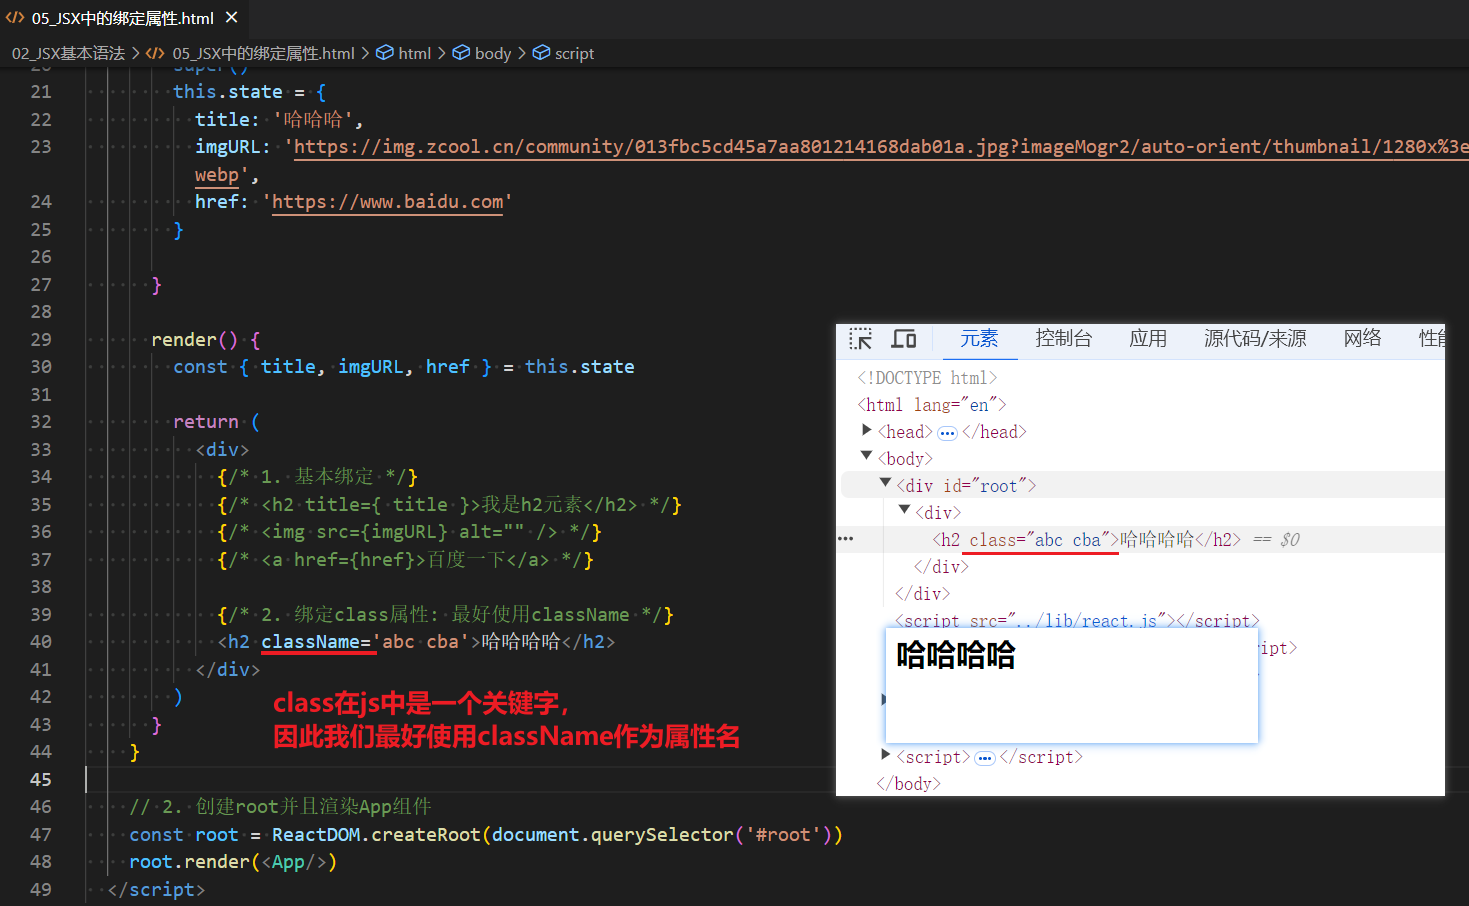 05_JSX中的绑定属性.html
02_JSX基本语法 > 05_JSX中的绑定属性.html > html > body > script
20 super()
21 this.state = {
22 title: '哈哈哈',
23 imgURL: 'https://img.zcool.cn/community/013fbc5cd45a7aa801214168dab01a.jpg?imageMogr2/auto-orient/thumbnail/1280x%3e
webp',
24 href: 'https://www.baidu.com'
25 }
26
27 }
28
29 render() {
30 const { title, imgURL, href } = this.state
31
32 return (
33 <div>
34 {/* 1. 基本绑定 */}
35 {/* <h2 title={ title }>我是h2元素</h2> */}
36 {/* <img src={imgURL} alt="" /> */}
37 {/* <a href={href}>百度一下</a> */}
38
39 {/* 2. 绑定class属性: 最好使用className */}
40 <h2 className='abc cba'>哈哈哈哈</h2>
41 </div>
42 )
43 }
44 }
45
46 // 2. 创建root并且渲染App组件
47 const root = ReactDOM.createRoot(document.querySelector('#root'))
48 root.render(<App/>)
49 </script>
class在js中是一个关键字,
因此我们最好使用className作为属性名
元素 控制台 应用 源代码/来源 网络 性能
<!DOCTYPE html>
<html lang="en">
<head> ••• </head>
<body>
<div id="root">
<div>
<h2 class="abc cba">哈哈哈哈</h2> == $0
</div>
</div>
<script src="../lib/react.js"></script>
ript>
哈哈哈哈
<script> ••• </script>
</body>